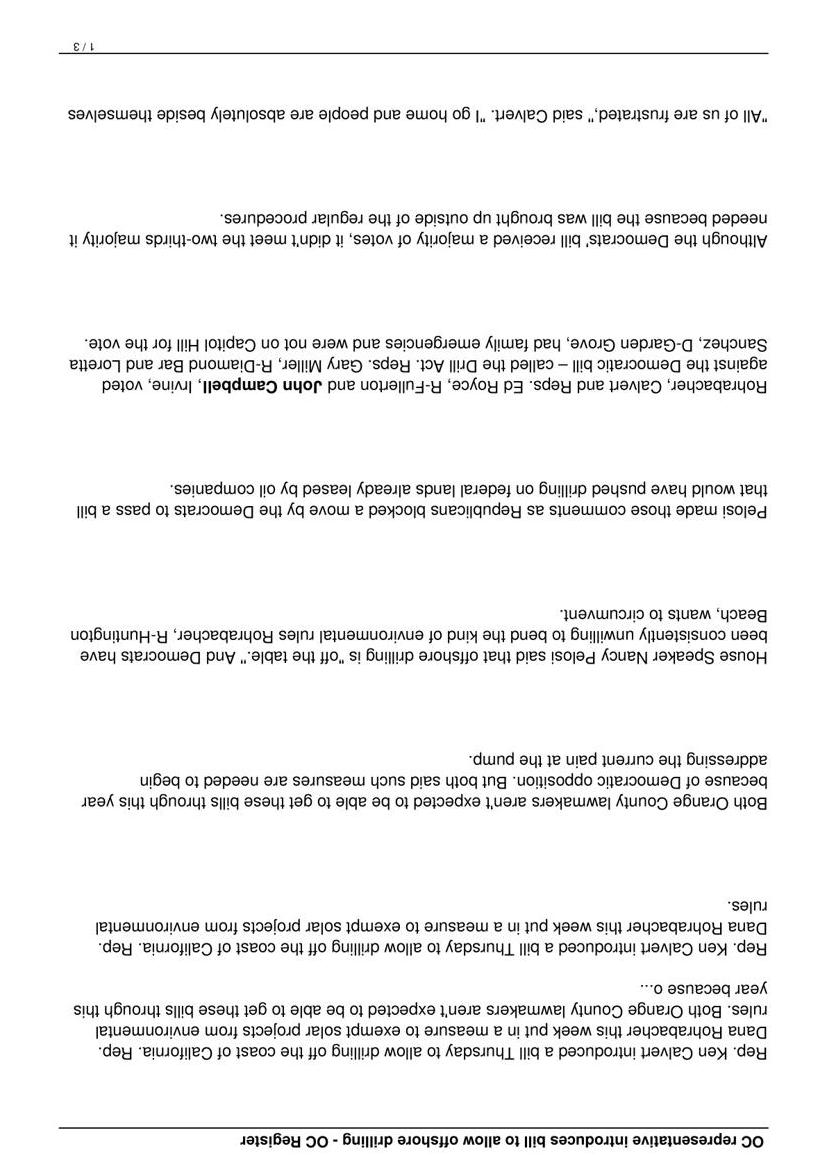 OC representative introduces bill to allow offshore drilling - OC Register
Rep. Ken Calvert introduced a bill Thursday to allow drilling off the coast of California. Rep.
Dana Rohrabacher this week put in a measure to exempt solar projects from environmental
rules. Both Orange County lawmakers aren't expected to be able to get these bills through this
year because o...
Rep. Ken Calvert introduced a bill Thursday to allow drilling off the coast of California. Rep.
Dana Rohrabacher this week put in a measure to exempt solar projects from environmental
rules.
Both Orange County lawmakers aren't expected to be able to get these bills through this year
because of Democratic opposition. But both said such measures are needed to begin
addressing the current pain at the pump.
House Speaker Nancy Pelosi said that offshore drilling is "off the table." And Democrats have
been consistently unwilling to bend the kind of environmental rules Rohrabacher, R-Huntington
Beach, wants to circumvent.
Pelosi made those comments as Republicans blocked a move by the Democrats to pass a bill
that would have pushed drilling on federal lands already leased by oil companies.
Rohrabacher, Calvert and Reps. Ed Royce, R-Fullerton and John Campbell, Irvine, voted
against the Democratic bill – called the Drill Act. Reps. Gary Miller, R-Diamond Bar and Loretta
Sanchez, D-Garden Grove, had family emergencies and were not on Capitol Hill for the vote.
Although the Democrats' bill received a majority of votes, it didn't meet the two-thirds majority it
needed because the bill was brought up outside of the regular procedures.
"All of us are frustrated," said Calvert. "I go home and people are absolutely beside themselves
1 / 3